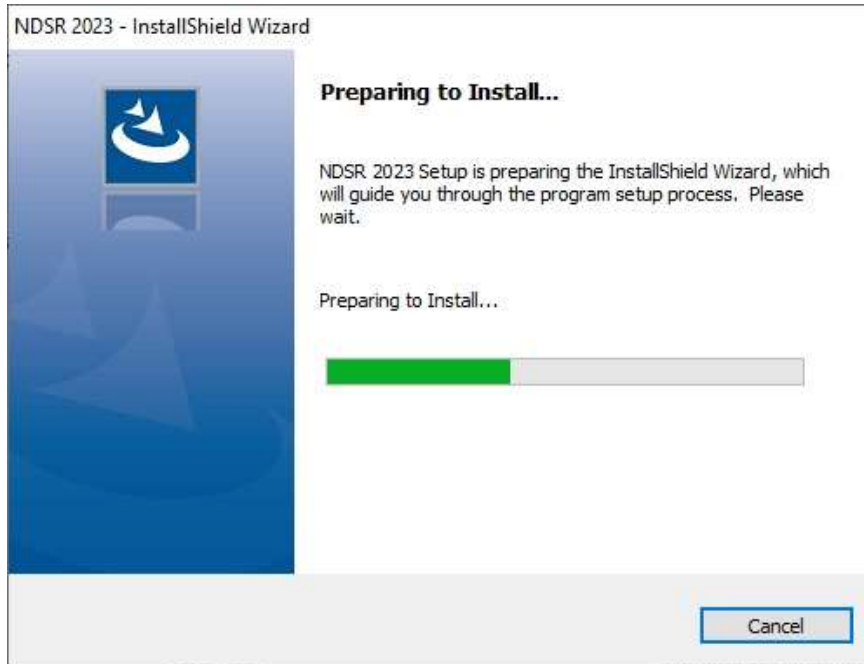 NDSR 2023 - InstallShield Wizard
Preparing to Install...
NDSR 2023 Setup is preparing the InstallShield Wizard, which
will guide you through the program setup process.  Please
wait.
Preparing to Install...
Cancel